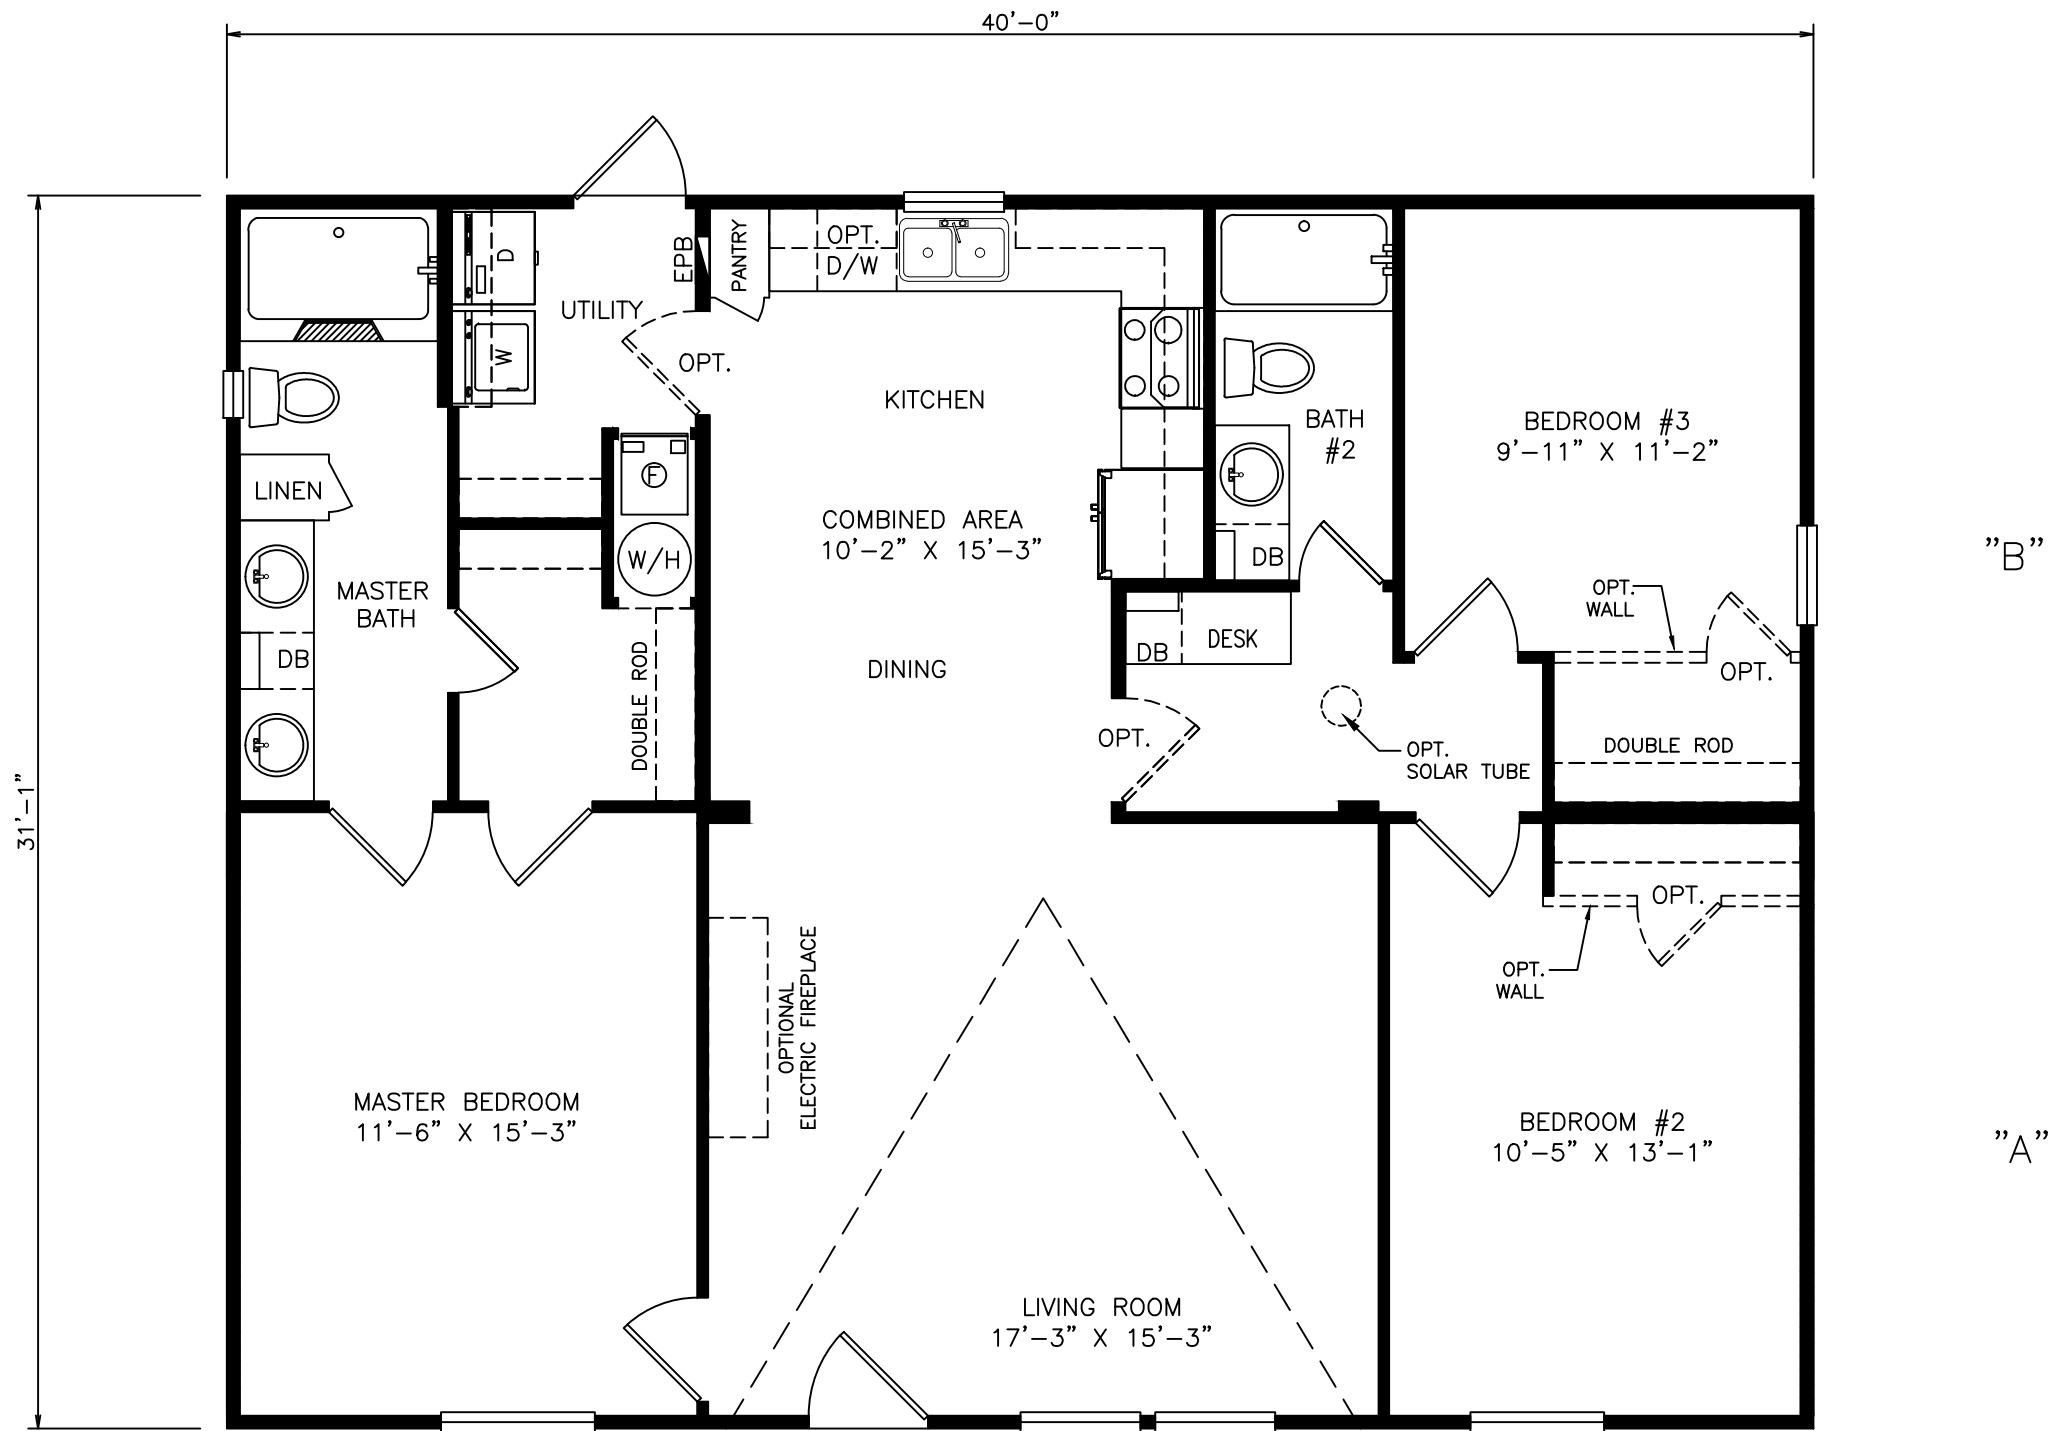 40'-0"
31'-1"
D
W
UTILITY
EPB
PANTRY
OPT.
D/W
OPT.
KITCHEN
COMBINED AREA
10'-2" X 15'-3"
DINING
BATH
#2
DB
BEDROOM #3
9'-11" X 11'-2"
"B"
LINEN
F
W/H
MASTER
BATH
DB
DOUBLE ROD
DB
DESK
OPT.
WALL
OPT.
OPT.
OPT.
SOLAR TUBE
DOUBLE ROD
OPT.
OPT.
WALL
OPTIONAL
ELECTRIC FIREPLACE
MASTER BEDROOM
11'-6" X 15'-3"
BEDROOM #2
10'-5" X 13'-1"
"A"
LIVING ROOM
17'-3" X 15'-3"